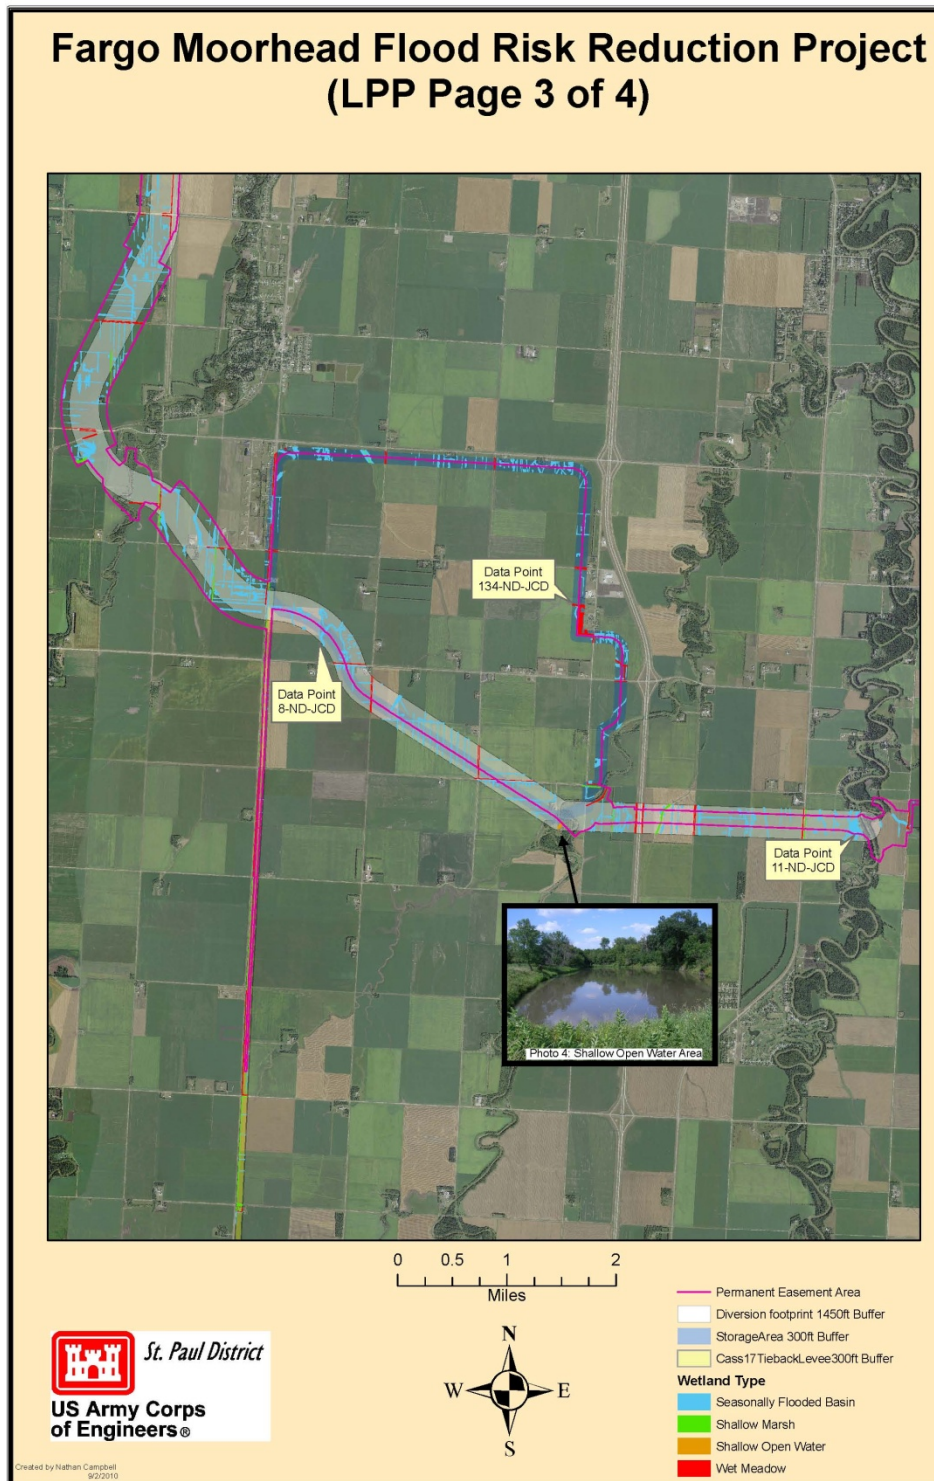 Fargo Moorhead Flood Risk Reduction Project
(LPP Page 3 of 4)
Data Point
134-ND-JCD
Data Point
8-ND-JCD
Data Point
11-ND-JCD
Photo 4: Shallow Open Water Area
0 0.5 1 2
Miles
N
W E
S
St. Paul District
US Army Corps
of Engineers®
Permanent Easement Area
Diversion footprint 1450ft Buffer
StorageArea 300ft Buffer
Cass17TiebackLevee300ft Buffer
Wetland Type
Seasonally Flooded Basin
Shallow Marsh
Shallow Open Water
Wet Meadow
Created by Nathan Campbell
9/2/2010